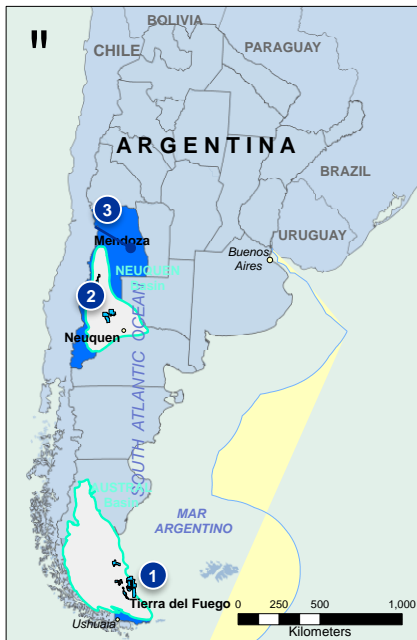 "
BOLIVIA
CHILE
PARAGUAY
ARGENTINA
BRAZIL
3
Mendoza
URUGUAY
Buenos
Aires
NEUQUEN
Basin
2
Neuquen
SOUTH ATLANTIC OCEAN
AUSTRAL
Basin
MAR
ARGENTINO
1
Tierra del Fuego
Ushuaia
0 250 500 1,000
Kilometers